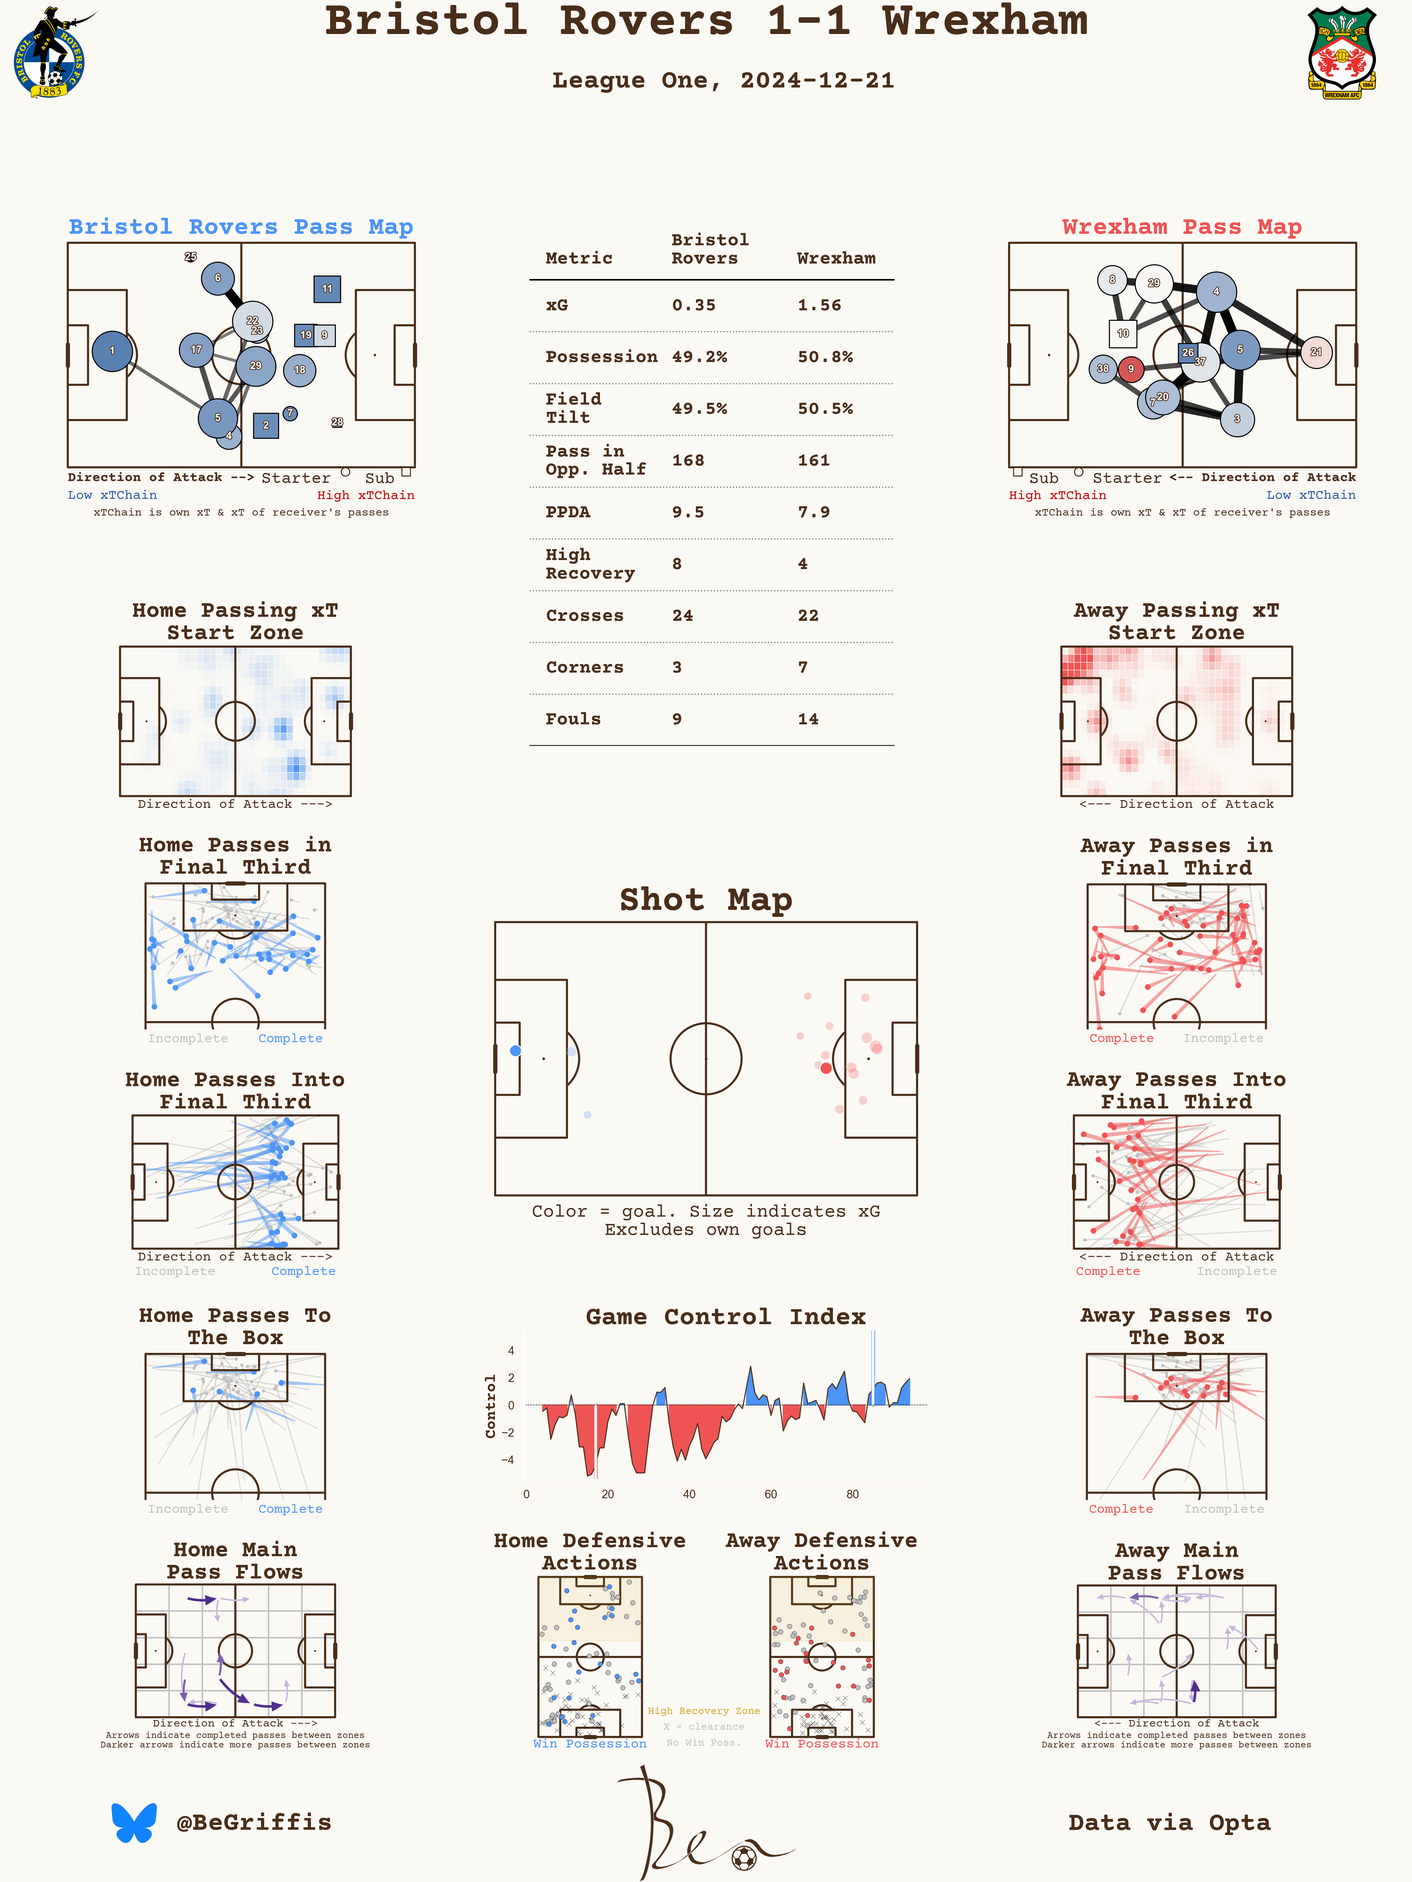 Bristol Rovers 1-1 Wrexham
League One, 2024-12-21
BRISTOL ROVERS F.C.
1883
1864 1864
WREXHAM AFC
Bristol Rovers Pass Map
25
6
11
22
23
19
9
1
17
29
18
5
4
2
7
28
Direction of Attack --> Starter Sub
Low xTChain High xTChain
xTChain is own xT & xT of receiver's passes
Metric Bristol Rovers Wrexham
xG 0.35 1.56
Possession 49.2% 50.8%
Field Tilt 49.5% 50.5%
Pass in Opp. Half 168 161
PPDA 9.5 7.9
High Recovery 8 4
Crosses 24 22
Corners 3 7
Fouls 9 14
Wrexham Pass Map
8
29
4
10
26
5
21
37
38
9
7
20
3
Sub Starter <-- Direction of Attack
High xTChain Low xTChain
xTChain is own xT & xT of receiver's passes
Home Passing xT
Start Zone
Direction of Attack --->
Away Passing xT
Start Zone
<--- Direction of Attack
Home Passes in
Final Third
Incomplete Complete
Away Passes in
Final Third
Complete Incomplete
Shot Map
Color = goal. Size indicates xG
Excludes own goals
Home Passes Into
Final Third
Direction of Attack --->
Incomplete Complete
Away Passes Into
Final Third
<--- Direction of Attack
Complete Incomplete
Home Passes To
The Box
Incomplete Complete
Game Control Index
Control
4
2
0
−2
−4
0 20 40 60 80
Away Passes To
The Box
Complete Incomplete
Home Main
Pass Flows
Direction of Attack --->
Arrows indicate completed passes between zones
Darker arrows indicate more passes between zones
Home Defensive
Actions
Win Possession
Away Defensive
Actions
Win Possession
High Recovery Zone
X = clearance
No Win Poss.
Away Main
Pass Flows
<--- Direction of Attack
Arrows indicate completed passes between zones
Darker arrows indicate more passes between zones
@BeGriffis
Ben
Data via Opta